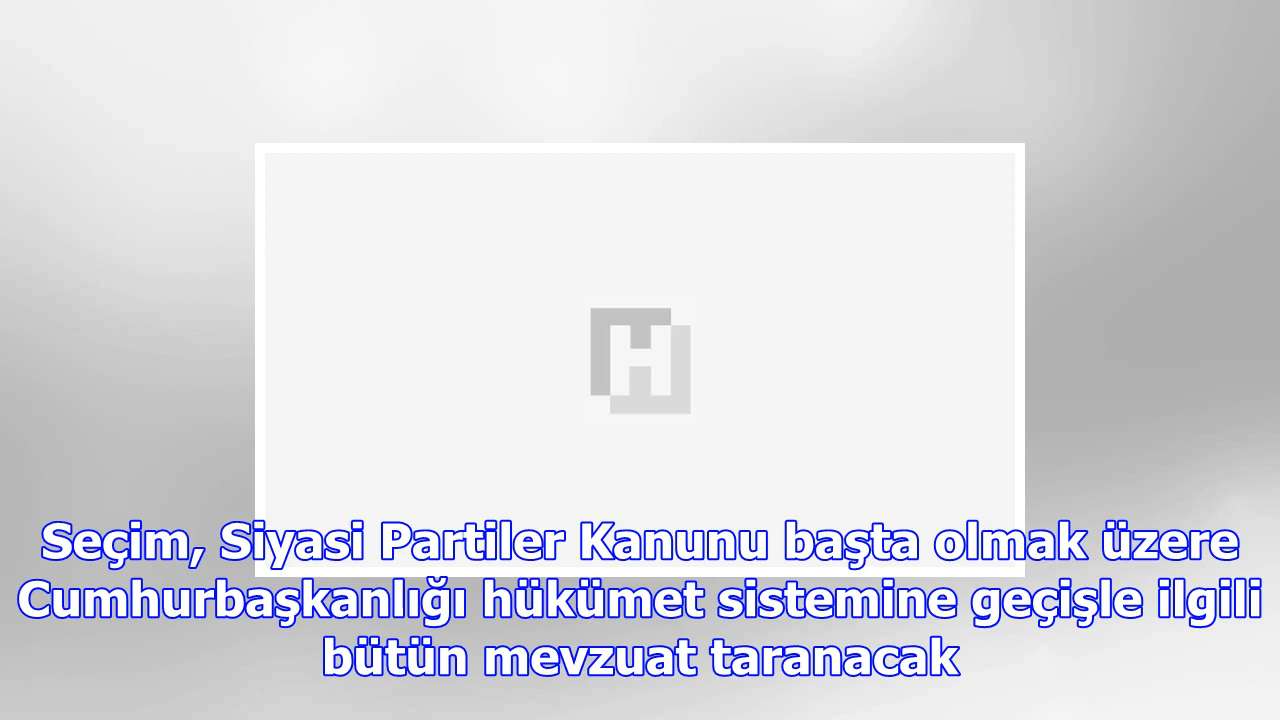 Seçim, Siyasi Partiler Kanunu başta olmak üzere
Cumhurbaşkanlığı hükümet sistemine geçişle ilgili
bütün mevzuat taranacak